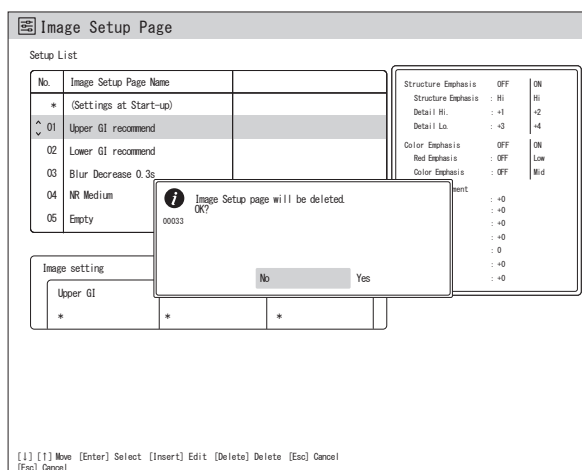 Image Setup Page
Setup List
No. Image Setup Page Name
* (Settings at Start-up)
01 Upper GI recommend
02 Lower GI recommend
03 Blur Decrease 0.3s
04 NR Medium
05 Empty
Structure Emphasis OFF ON
Structure Emphasis : Hi Hi
Detail Hi. : +1 +2
Detail Lo. : +3 +4
Color Emphasis OFF ON
Red Emphasis : OFF Low
Color Emphasis : OFF Mid
ment
: +0
: +0
: +0
: +0
: 0
: +0
: +0
i Image Setup page will be deleted.
OK?
00033
No Yes
Image setting
Upper GI
* * *
[↓] [↑] Move [Enter] Select [Insert] Edit [Delete] Delete [Esc] Cancel
[Esc] Cancel